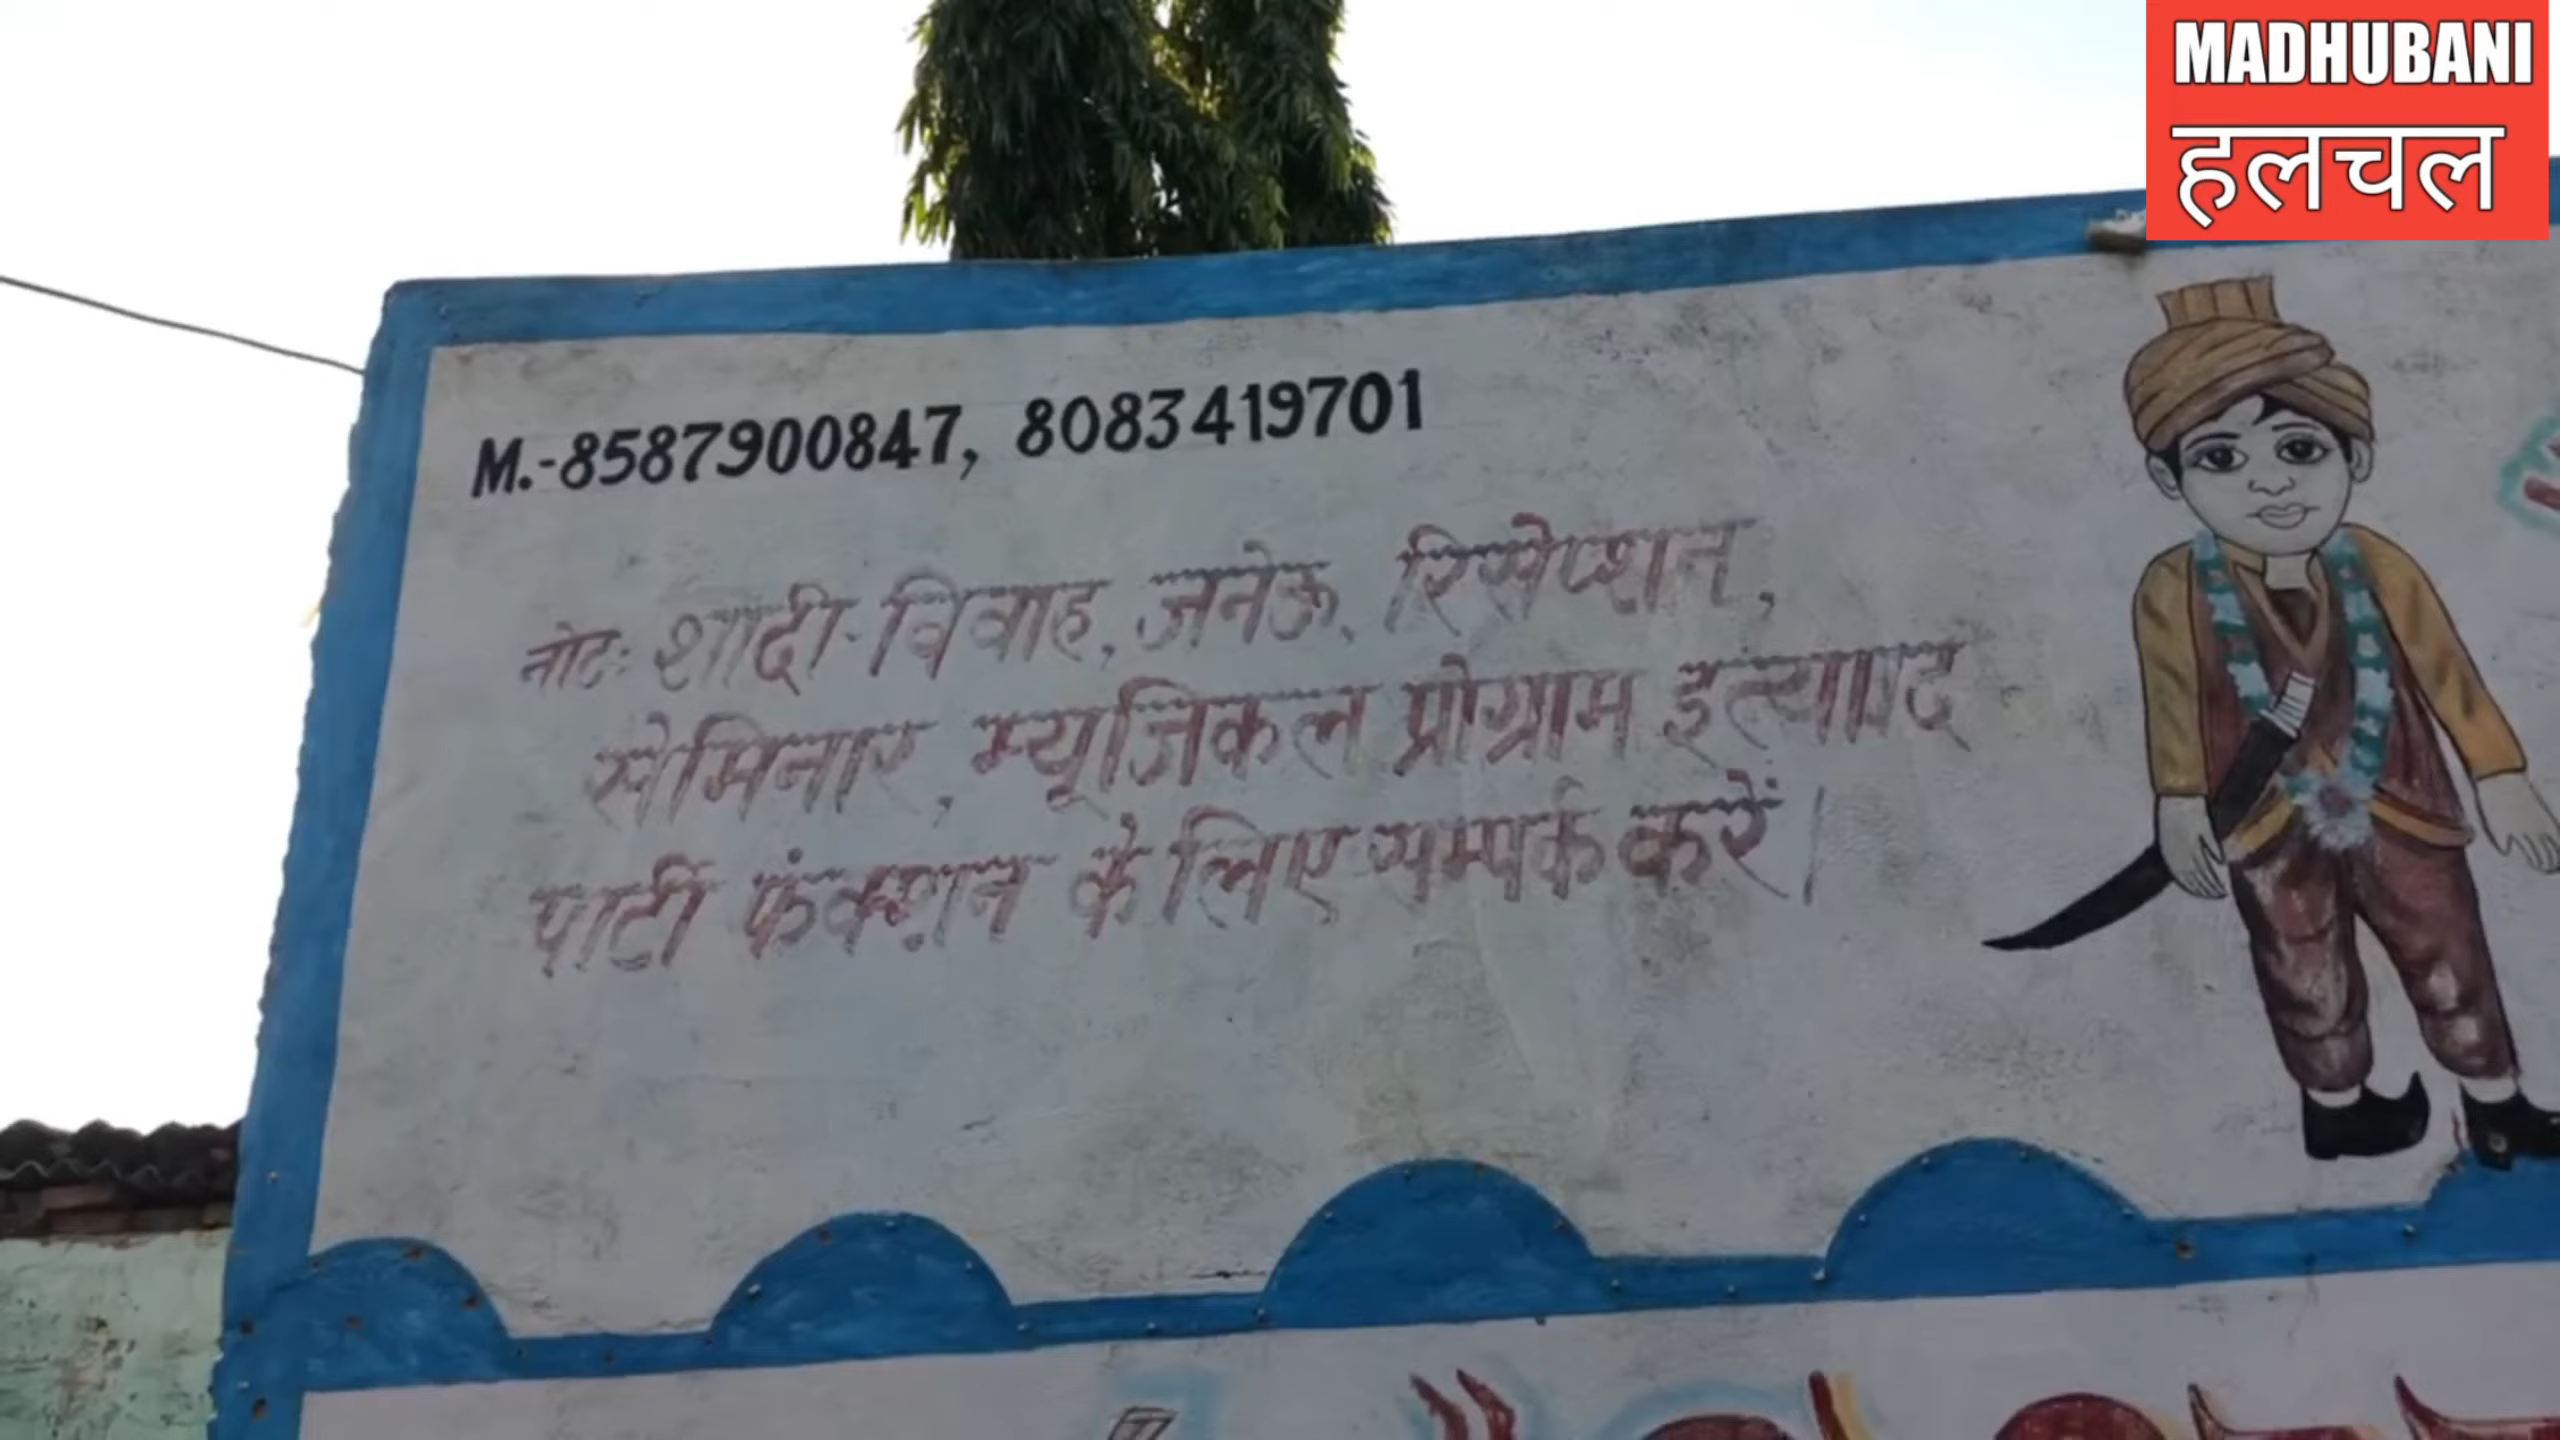 MADHUBANI
हलचल
M.-8587900847, 8083419701
नोट: शादी-विवाह, जनेऊ, रिसेप्शन,
सेमिनार, म्यूजिकल प्रोग्राम इत्यादि
पार्टी फंक्शन के लिए सम्पर्क करें।